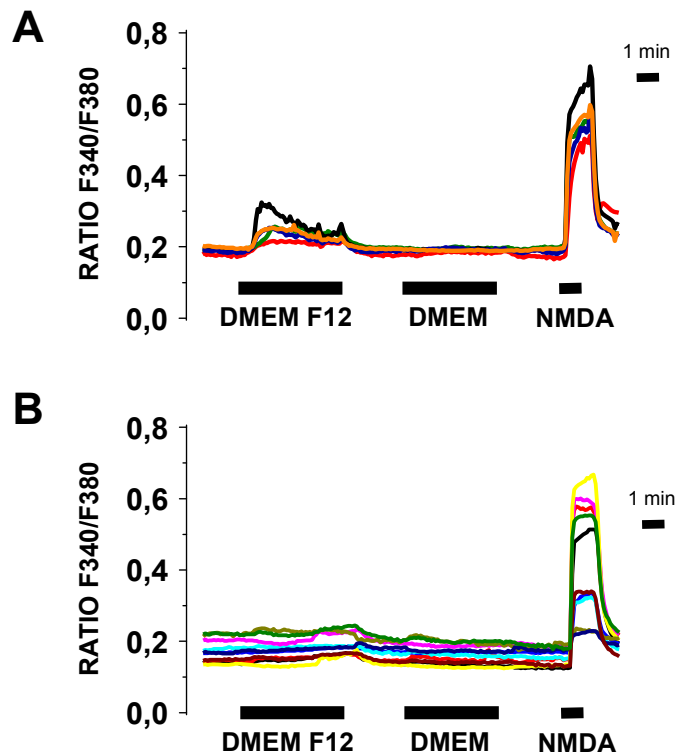 A
RATIO F340/F380
0,8
0,6
0,4
0,2
0,0
1 min
DMEM F12 DMEM NMDA
B
RATIO F340/F380
0,8
0,6
0,4
0,2
0,0
1 min
DMEM F12 DMEM NMDA